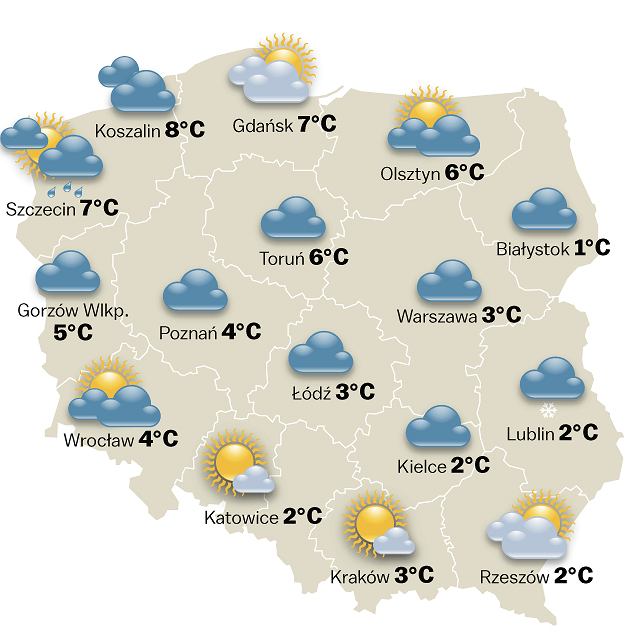 Koszalin 8°C
Gdańsk 7°C
Olsztyn 6°C
Szczecin 7°C
Toruń 6°C
Białystok 1°C
Gorzów Wlkp.
5°C
Poznań 4°C
Warszawa 3°C
Łódź 3°C
Wrocław 4°C
Lublin 2°C
Kielce 2°C
Katowice 2°C
Kraków 3°C
Rzeszów 2°C